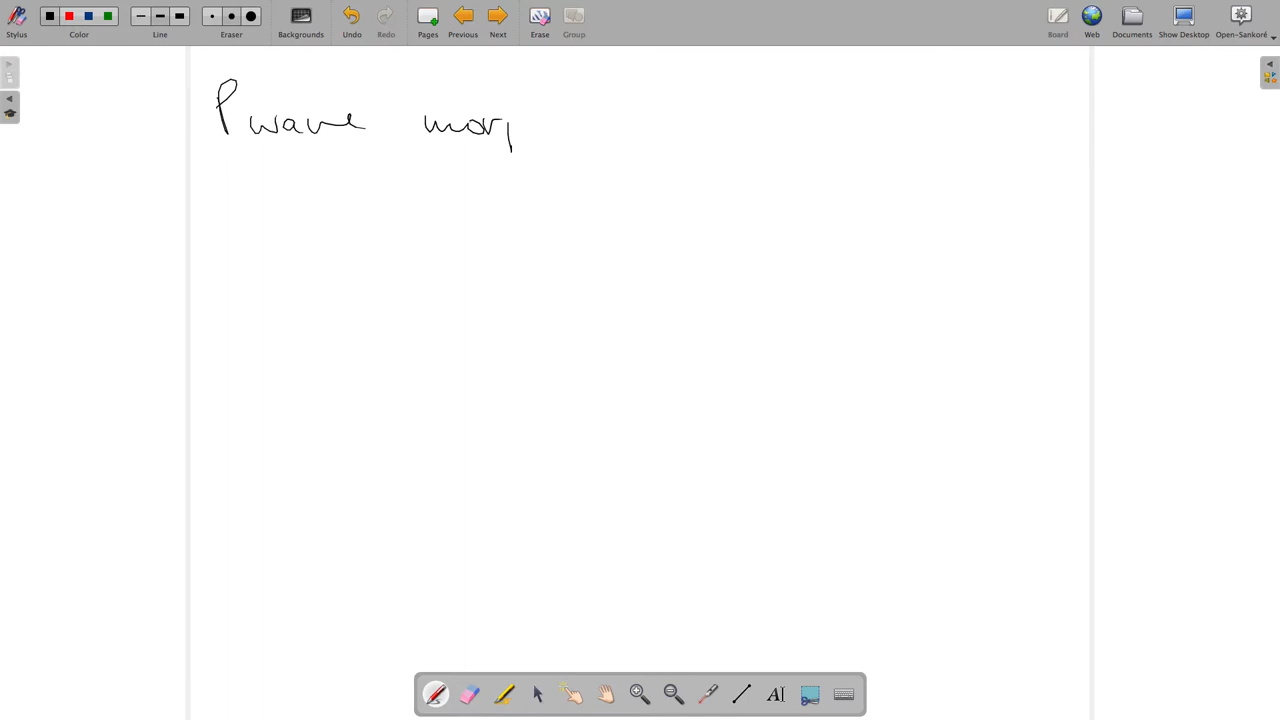 Stylus
Color
Line
Eraser
Backgrounds
Undo
Redo
Pages
Previous
Next
Erase
Group
Board
Web
Documents
Show Desktop
Open-Sankoré
P wave morp